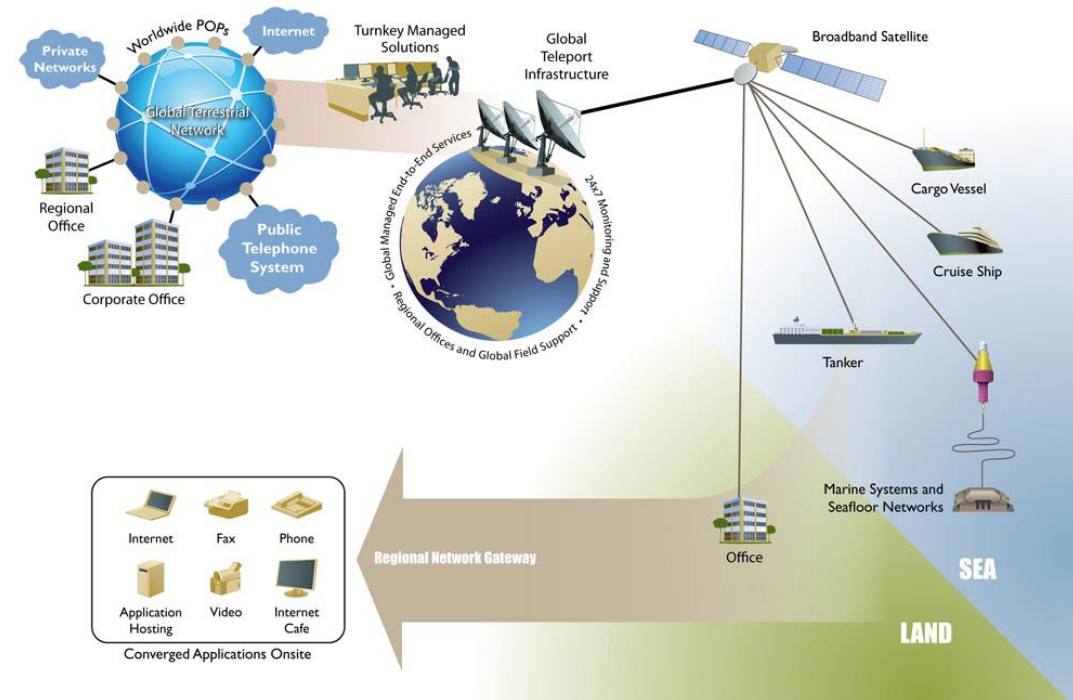 Worldwide POPs
Internet
Private
Networks
Global Terrestrial
Network
Regional
Office
Corporate Office
Public
Telephone
System
Turnkey Managed
Solutions
Global
Teleport
Infrastructure
Broadband Satellite
• Global Managed End-to-End Services
24x7 Monitoring and Support •
Regional Offices and Global Field Support
Cargo Vessel
Cruise Ship
Tanker
Marine Systems and
Seafloor Networks
Office
SEA
LAND
Regional Network Gateway
Internet
Fax
Phone
Application
Hosting
Video
Internet
Cafe
Converged Applications Onsite